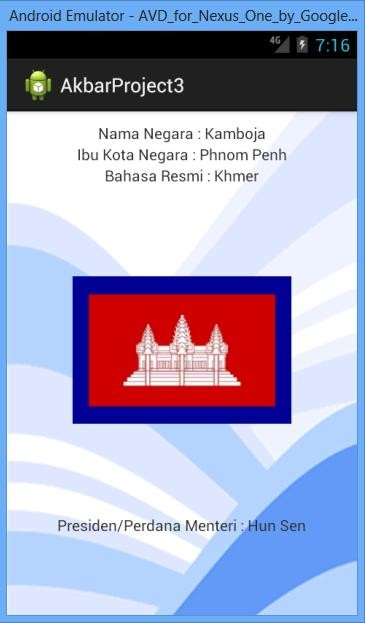 Android Emulator - AVD_for_Nexus_One_by_Google...
4G 7:16
AkbarProject3
Nama Negara : Kamboja
Ibu Kota Negara : Phnom Penh
Bahasa Resmi : Khmer
Presiden/Perdana Menteri : Hun Sen